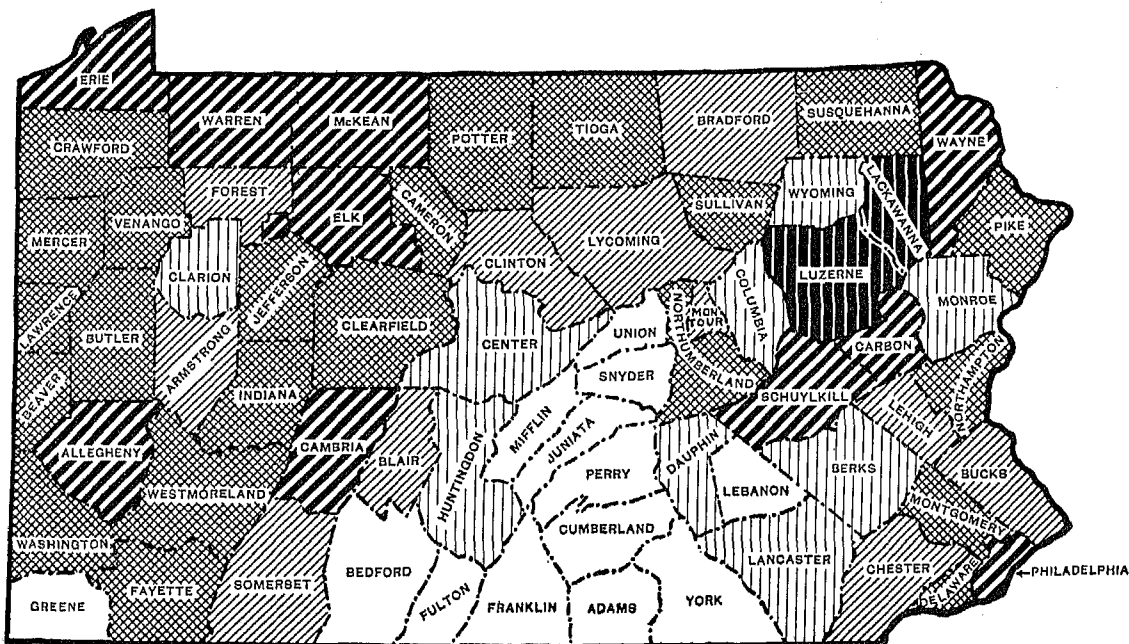 ERIE
WARREN
McKEAN
POTTER
TIOGA
BRADFORD
SUSQUEHANNA
WAYNE
CRAWFORD
FOREST
ELK
CAMERON
SULLIVAN
WYOMING
LACKAWANNA
PIKE
MERCER
VENANGO
CLARION
JEFFERSON
CLINTON
LYCOMING
COLUMBIA
LUZERNE
MONROE
LAWRENCE
BUTLER
ARMSTRONG
CLEARFIELD
CENTER
UNION
NORTHUMBERLAND
MON
TOUR
CARBON
BEAVER
INDIANA
SNYDER
SCHUYLKILL
NORTHAMPTON
ALLEGHENY
CAMBRIA
BLAIR
HUNTINGDON
MIFFLIN
JUNIATA
DAUPHIN
LEHIGH
PERRY
BERKS
BUCKS
WESTMORELAND
LEBANON
MONTGOMERY
WASHINGTON
CUMBERLAND
LANCASTER
CHESTER
DELAWARE
PHILADELPHIA
GREENE
FAYETTE
SOMERSET
BEDFORD
FULTON
FRANKLIN
ADAMS
YORK